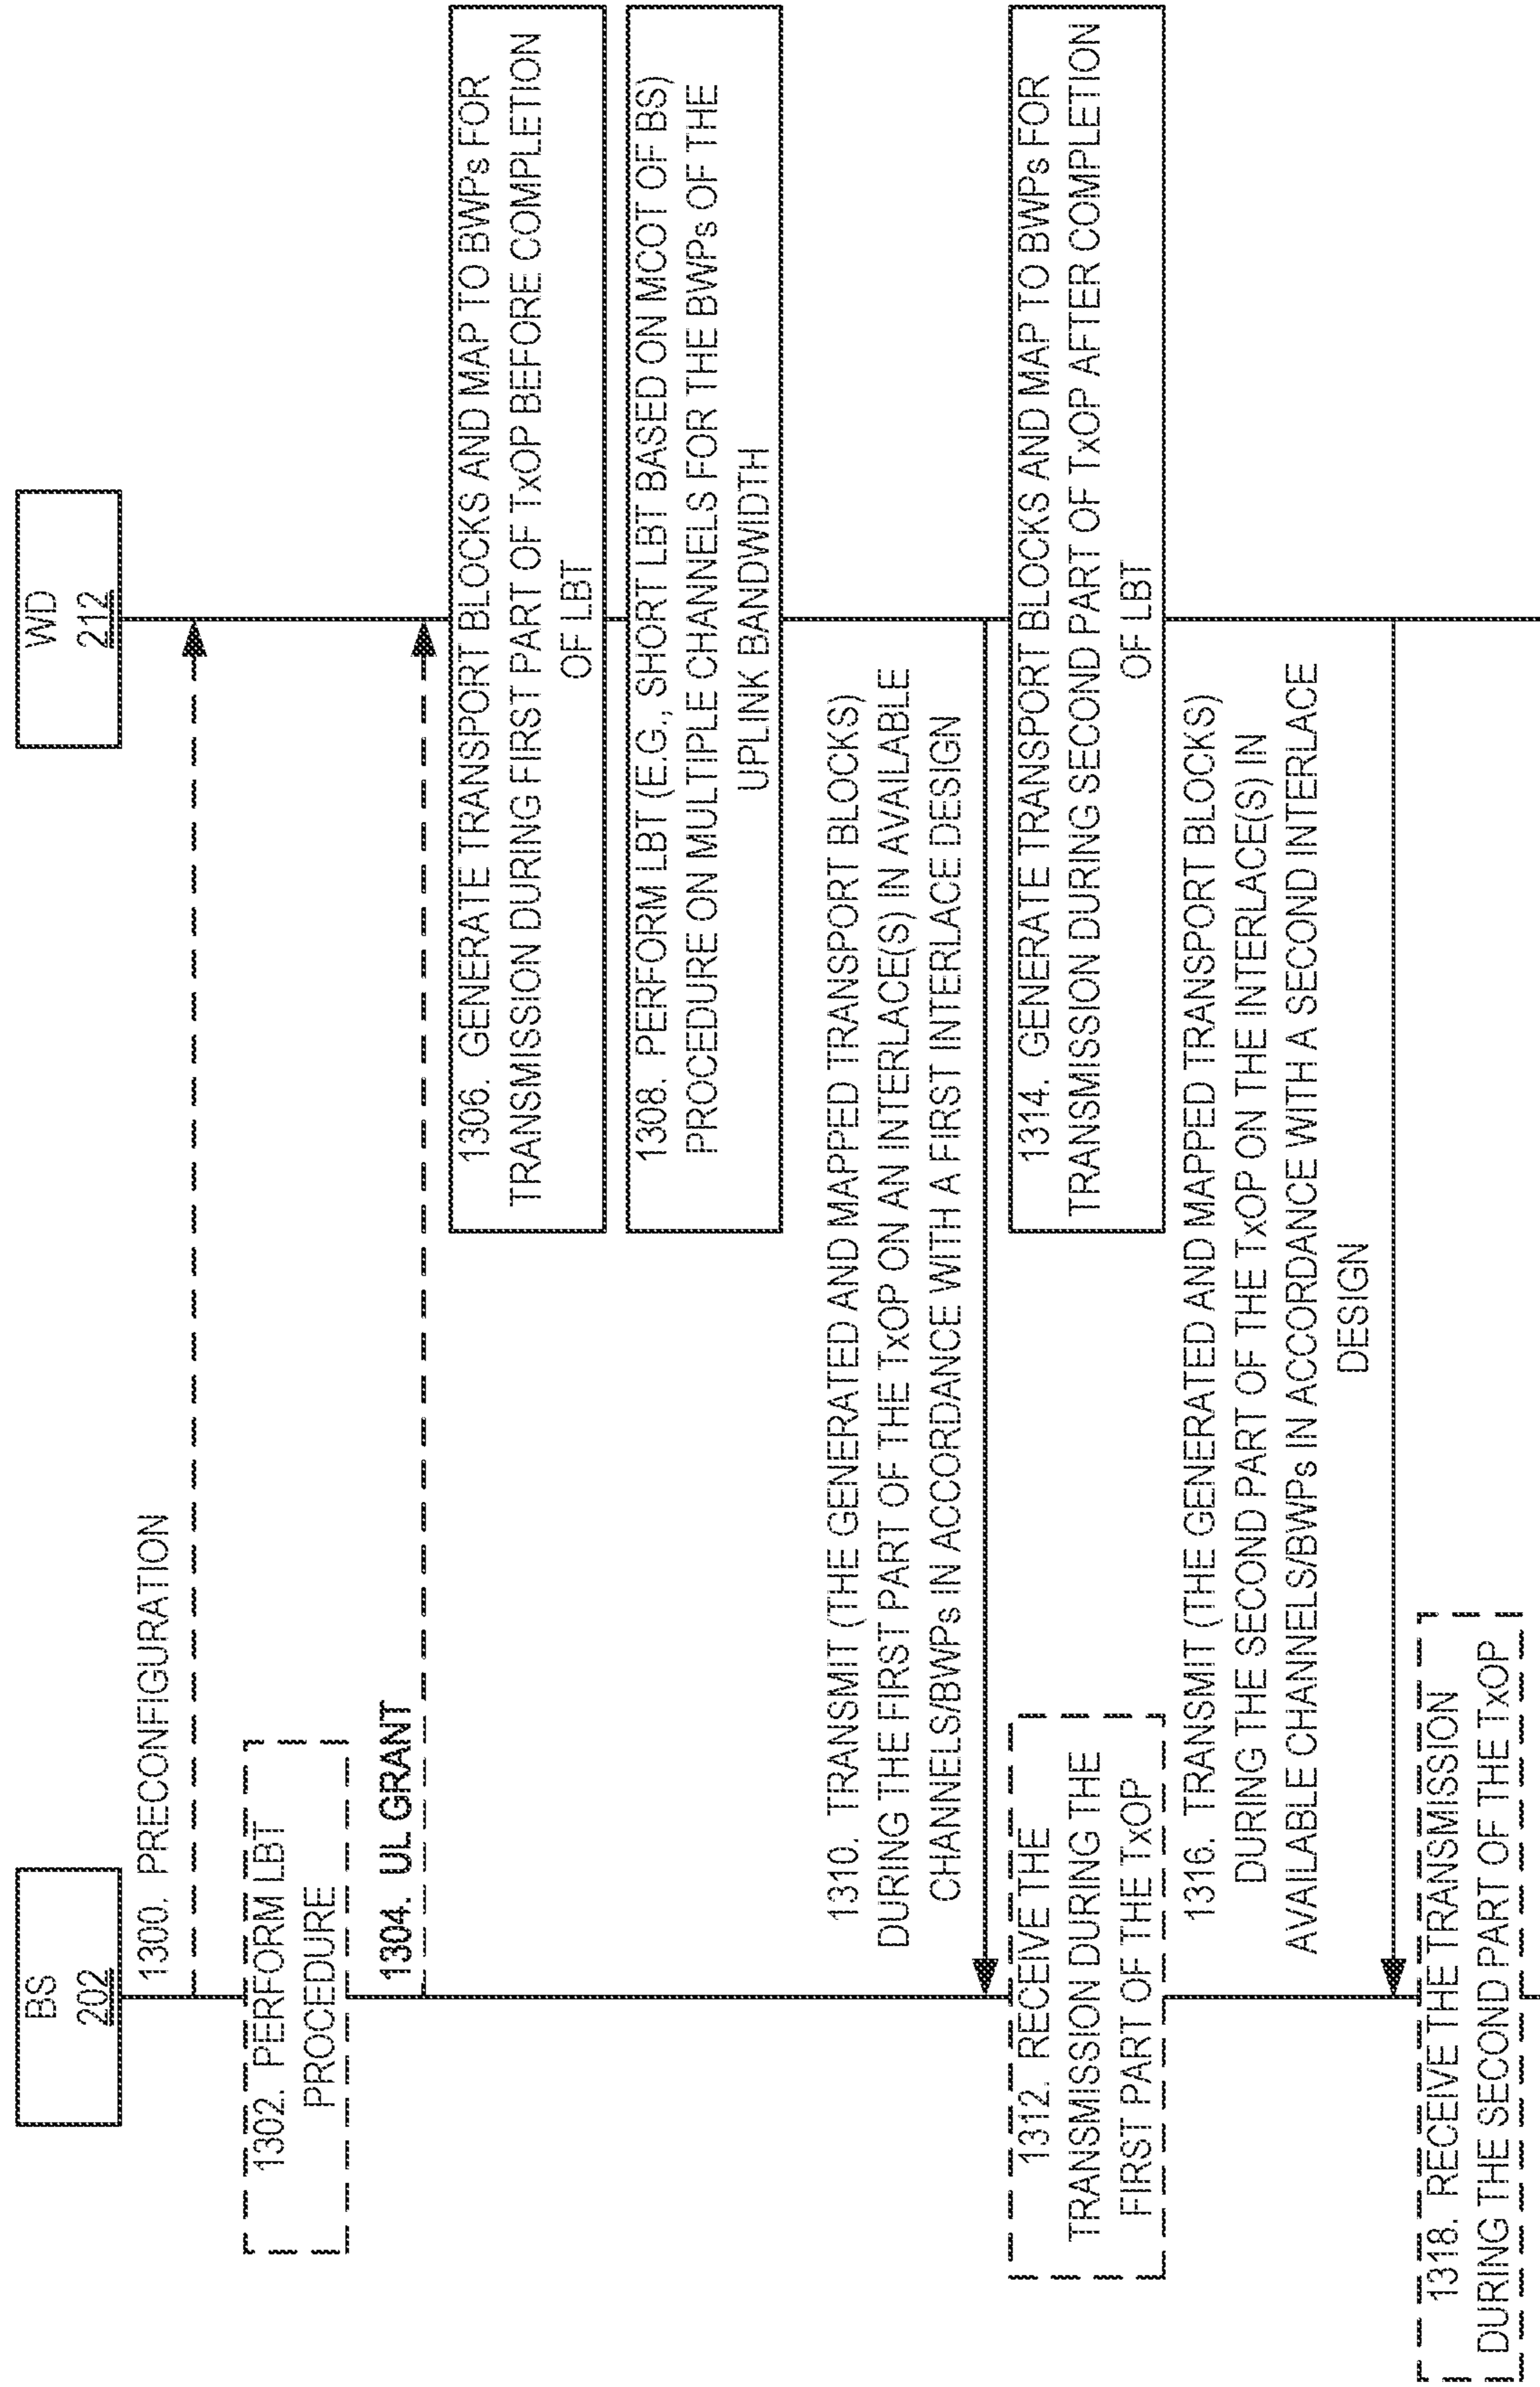 BS
202
WD
212
1300. PRECONFIGURATION
1302. PERFORM LBT
PROCEDURE
1304. UL GRANT
1306. GENERATE TRANSPORT BLOCKS AND MAP TO BWPs FOR
TRANSMISSION DURING FIRST PART OF TxOP BEFORE COMPLETION
OF LBT
1308. PERFORM LBT (E.G., SHORT LBT BASED ON MCOT OF BS)
PROCEDURE ON MULTIPLE CHANNELS FOR THE BWPs OF THE
UPLINK BANDWIDTH
1310. TRANSMIT (THE GENERATED AND MAPPED TRANSPORT BLOCKS)
DURING THE FIRST PART OF THE TxOP ON AN INTERLACE(S) IN AVAILABLE
CHANNELS/BWPs IN ACCORDANCE WITH A FIRST INTERLACE DESIGN
1312. RECEIVE THE
TRANSMISSION DURING THE
FIRST PART OF THE TxOP
1314. GENERATE TRANSPORT BLOCKS AND MAP TO BWPs FOR
TRANSMISSION DURING SECOND PART OF TxOP AFTER COMPLETION
OF LBT
1316. TRANSMIT (THE GENERATED AND MAPPED TRANSPORT BLOCKS)
DURING THE SECOND PART OF THE TxOP ON THE INTERLACE(S) IN
AVAILABLE CHANNELS/BWPs IN ACCORDANCE WITH A SECOND INTERLACE
DESIGN
1318. RECEIVE THE TRANSMISSION
DURING THE SECOND PART OF THE TxOP